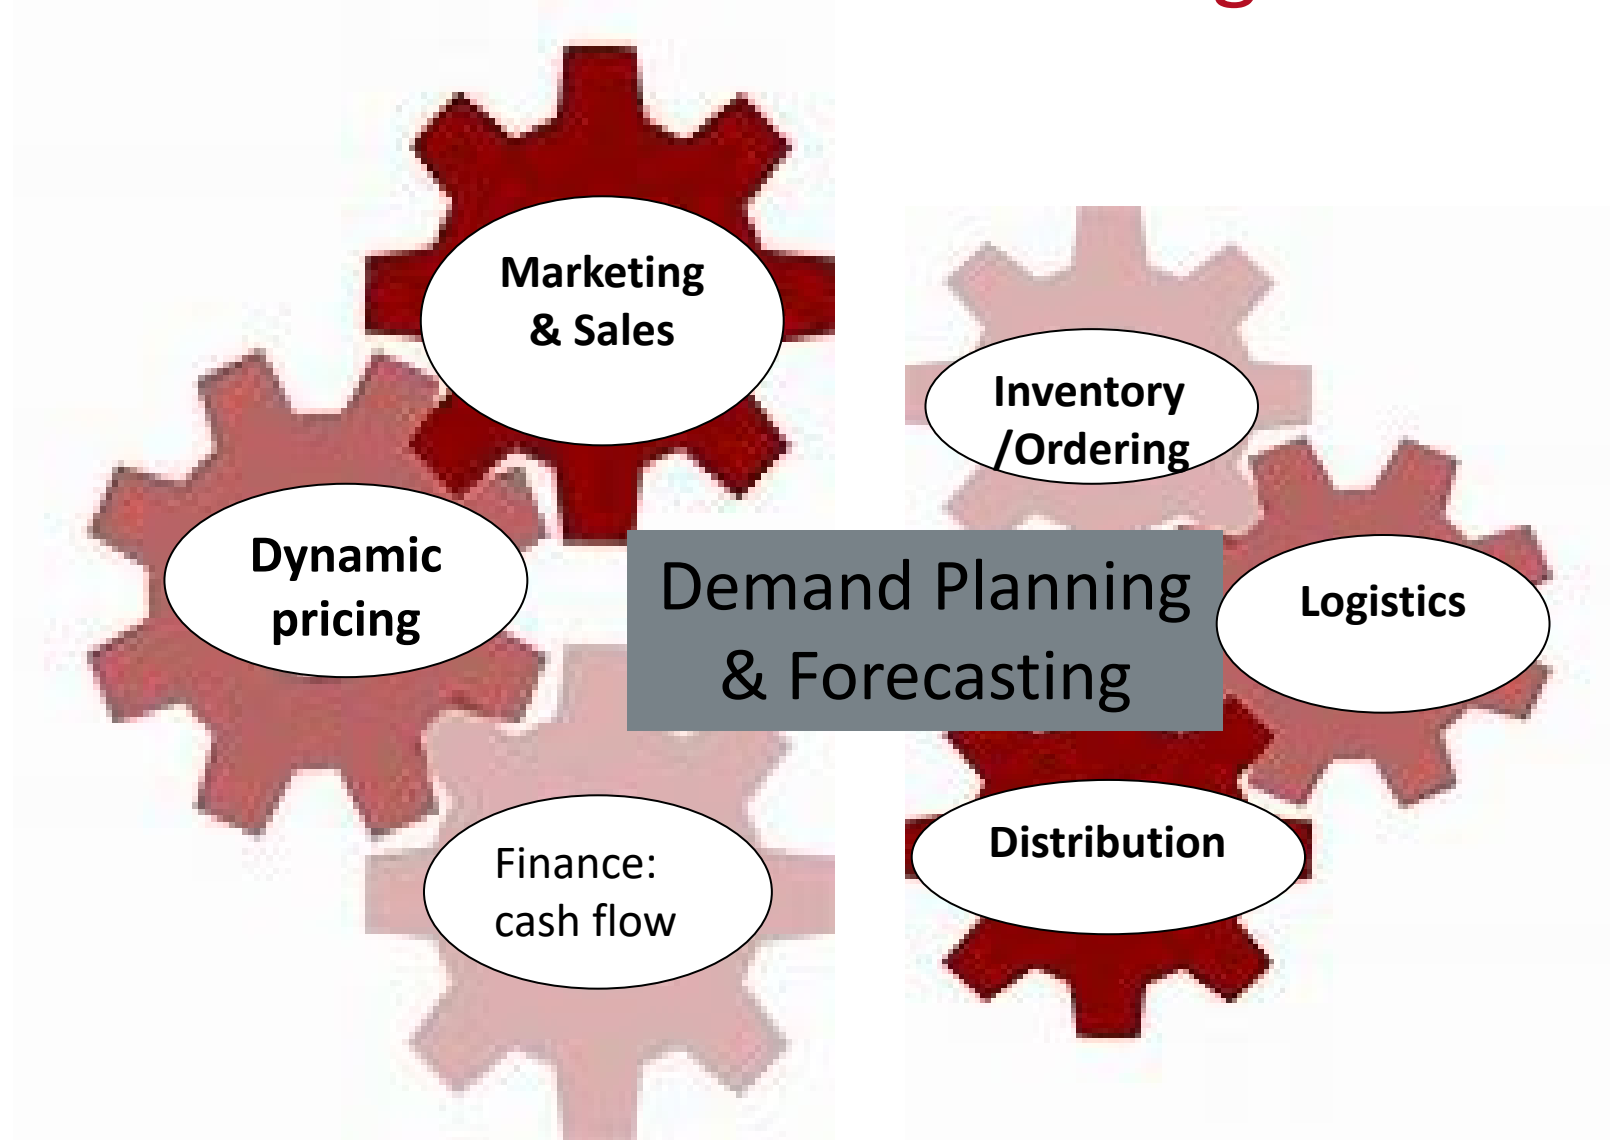 Marketing
& Sales
Inventory
/Ordering
Dynamic
pricing
Demand Planning
& Forecasting
Logistics
Finance:
cash flow
Distribution